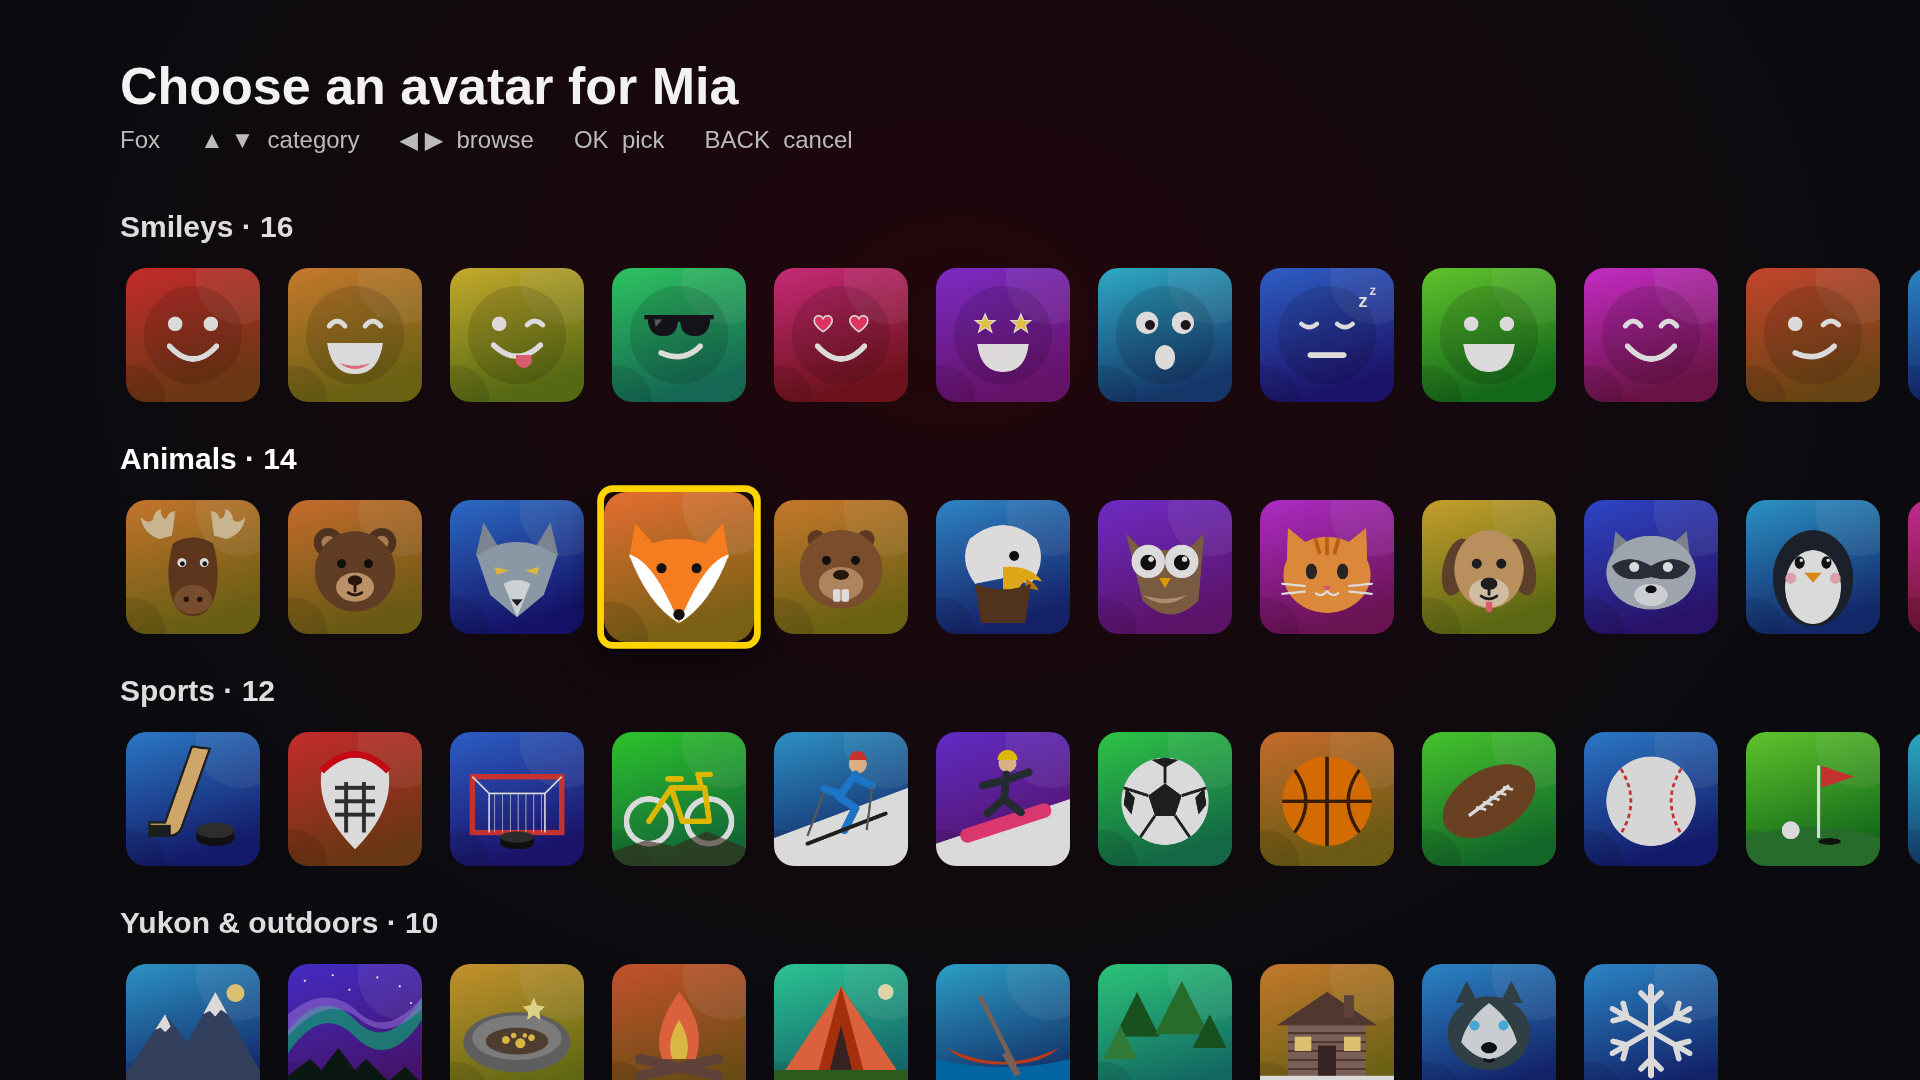 Choose an avatar for Mia
Fox ▲ ▼ category ◀ ▶ browse OK pick BACK cancel
Smileys · 16
z z
Animals · 14
Sports · 12
Yukon & outdoors · 10